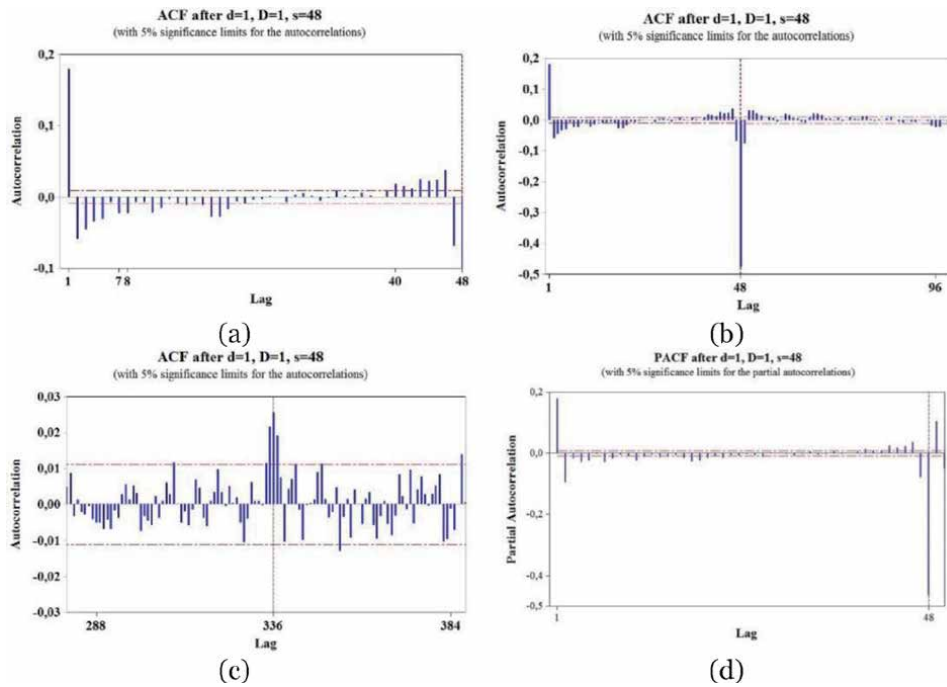 ACF after d=1, D=1, s=48
(with 5% significance limits for the autocorrelations)
0,2
0,1
0,0
-0,1
Autocorrelation
1 7 8 40 48
Lag
(a)
ACF after d=1, D=1, s=48
(with 5% significance limits for the autocorrelations)
0,2
0,1
0,0
-0,1
-0,2
-0,3
-0,4
-0,5
Autocorrelation
1 48 96
Lag
(b)
ACF after d=1, D=1, s=48
(with 5% significance limits for the autocorrelations)
0,03
0,02
0,01
0,00
-0,01
-0,02
-0,03
Autocorrelation
288 336 384
Lag
(c)
PACF after d=1, D=1, s=48
(with 5% significance limits for the partial autocorrelations)
0,2
0,0
-0,2
-0,4
-0,5
Partial Autocorrelation
1 48
Lag
(d)